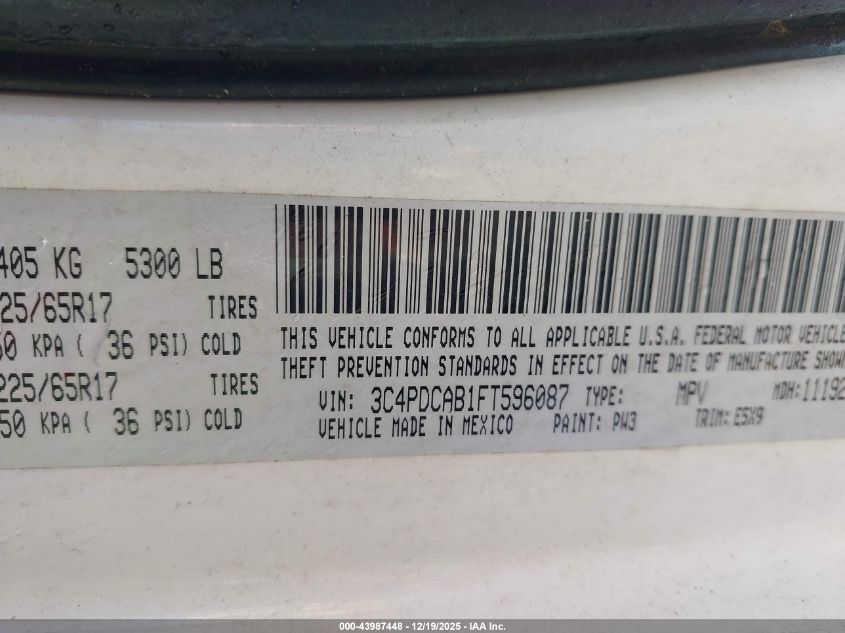 405 KG 5300 LB
225/65R17 TIRES
50 KPA ( 36 PSI) COLD
225/65R17 TIRES
50 KPA ( 36 PSI) COLD
THIS VEHICLE CONFORMS TO ALL APPLICABLE U.S.A. FEDERAL MOTOR VEHICLE
THEFT PREVENTION STANDARDS IN EFFECT ON THE DATE OF MANUFACTURE SHOWN
VIN: 3C4PDCAB1FT596087 TYPE: MPV MDH: 11192
VEHICLE MADE IN MEXICO PAINT: PW3 TRIM: E5X9
000-43987448 - 12/19/2025 - IAA Inc.